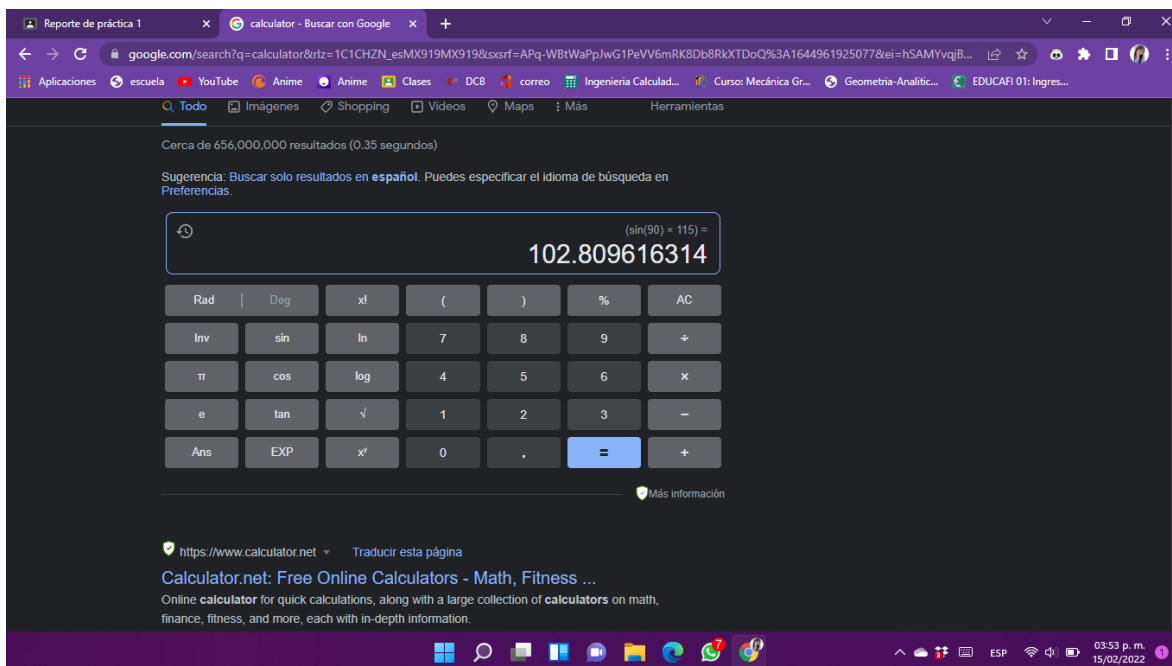 Reporte de práctica 1
calculator - Buscar con Google
google.com/search?q=calculator&rlz=1C1CHZN_esMX919MX919&sxsrf=APq-WBtWaPpJwG1PeVV6mRK8Db8RkXTDoQ%3A1644961925077&ei=hSAMYvqjB...
Aplicaciones escuela YouTube Anime Anime Clases DCB correo Ingenieria Calculad... Curso: Mecánica Gr... Geometria-Analitic... EDUCAFI 01: Ingres...
Todo Imágenes Shopping Videos Maps Más Herramientas
Cerca de 656,000,000 resultados (0.35 segundos)
Sugerencia: Buscar solo resultados en español. Puedes especificar el idioma de búsqueda en
Preferencias.
(sin(90) × 115) =
102.809616314
Rad | Deg x! ( ) % AC
Inv sin ln 7 8 9 ÷
π cos log 4 5 6 ×
e tan √ 1 2 3 −
Ans EXP xʸ 0 . = +
Más información
https://www.calculator.net Traducir esta página
Calculator.net: Free Online Calculators - Math, Fitness ...
Online calculator for quick calculations, along with a large collection of calculators on math,
finance, fitness, and more, each with in-depth information.
7
ESP
03:53 p. m.
15/02/2022
1